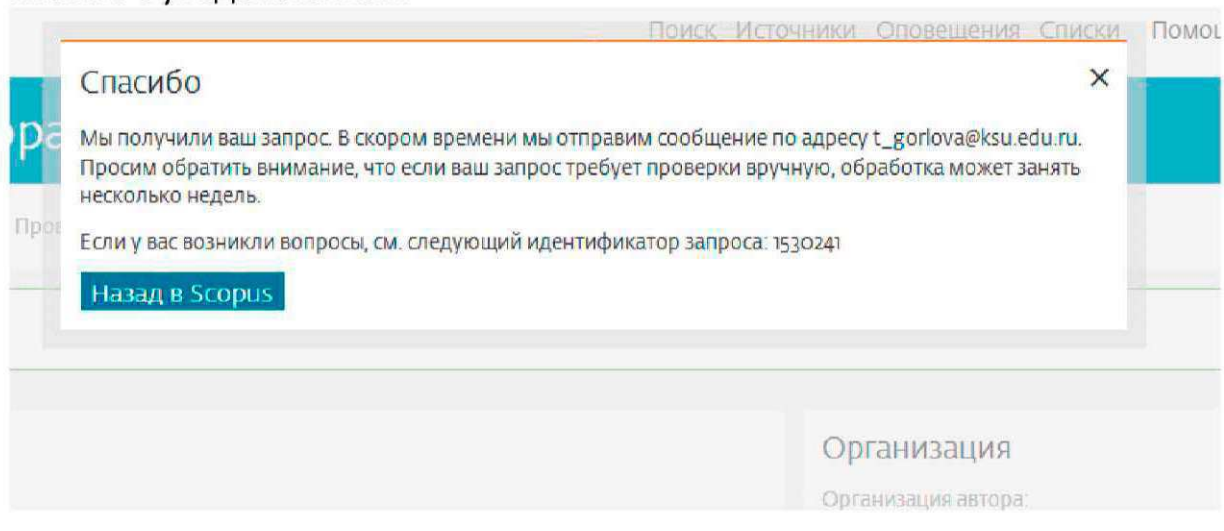 Поиск Источники Оповещения Списки
Спасибо
Мы получили ваш запрос. В скором времени мы отправим сообщение по адресу t_gorlova@ksu.edu.ru.
Просим обратить внимание, что если ваш запрос требует проверки вручную, обработка может занять
несколько недель.
Если у вас возникли вопросы, см. следующий идентификатор запроса: 1530241
Назад в Scopus
Организация
Организация автора: